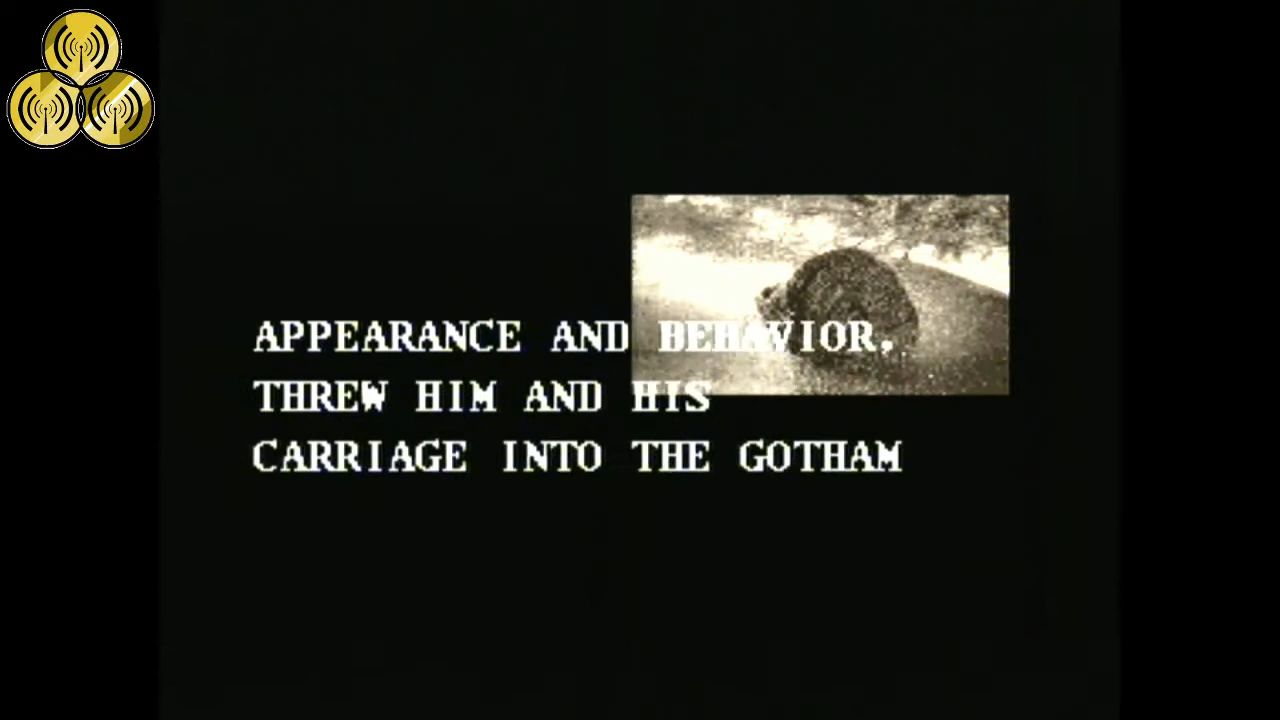 APPEARANCE AND BEHAVIOR,
THREW HIM AND HIS
CARRIAGE INTO THE GOTHAM